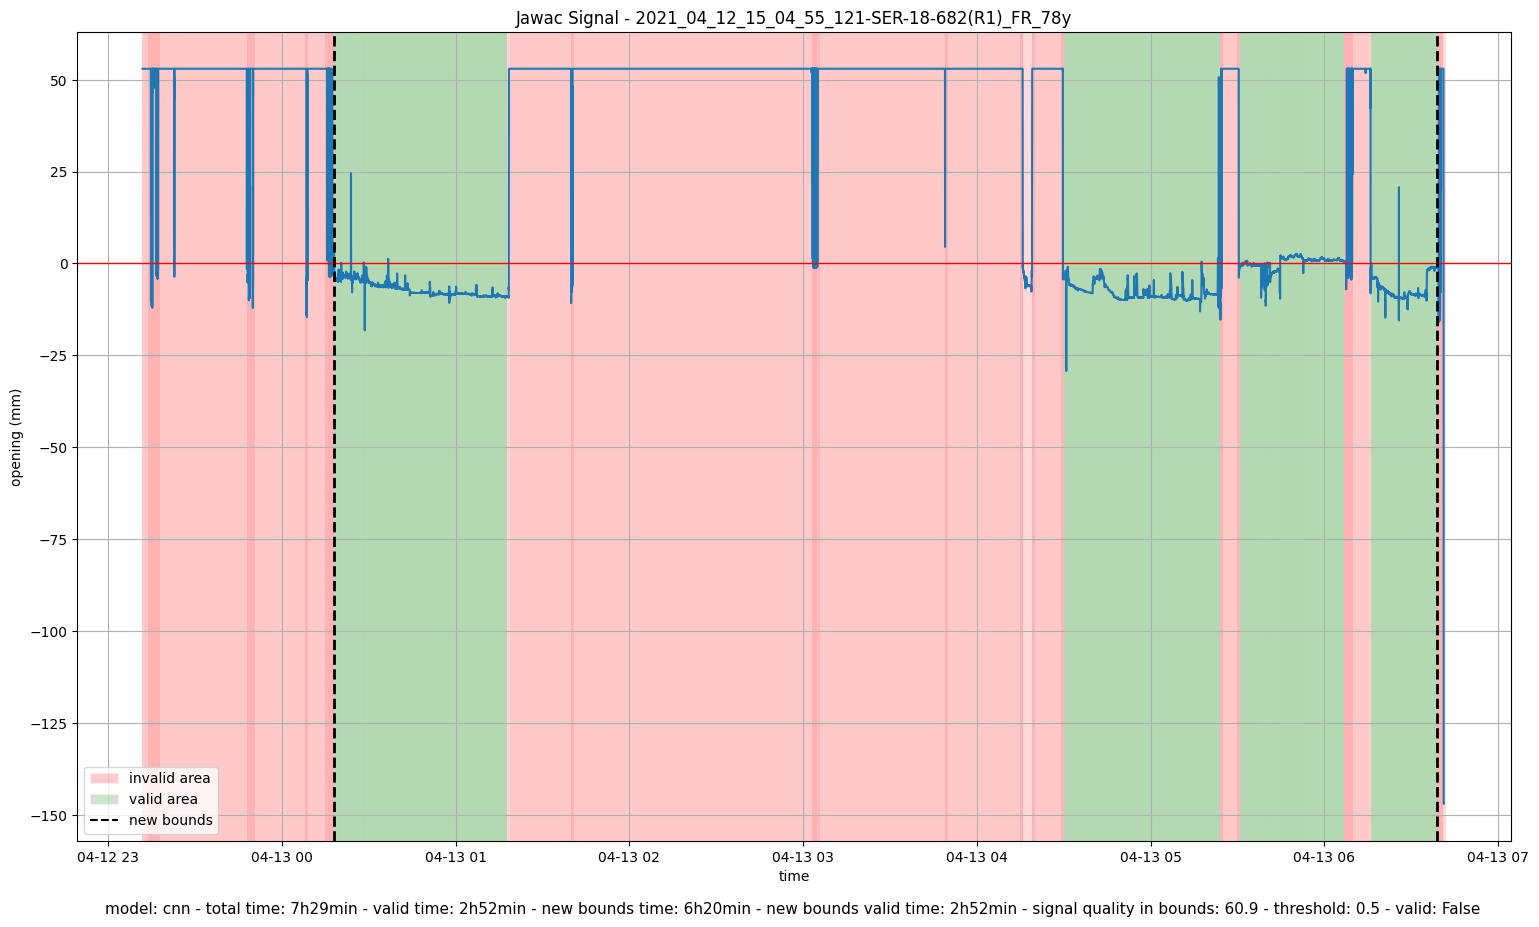 Jawac Signal - 2021_04_12_15_04_55_121-SER-18-682(R1)_FR_78y
opening (mm)
50
25
0
−25
−50
−75
−100
−125
−150
invalid area
valid area
new bounds
04-12 23
04-13 00
04-13 01
04-13 02
04-13 03
04-13 04
04-13 05
04-13 06
04-13 07
time
model: cnn - total time: 7h29min - valid time: 2h52min - new bounds time: 6h20min - new bounds valid time: 2h52min - signal quality in bounds: 60.9 - threshold: 0.5 - valid: False